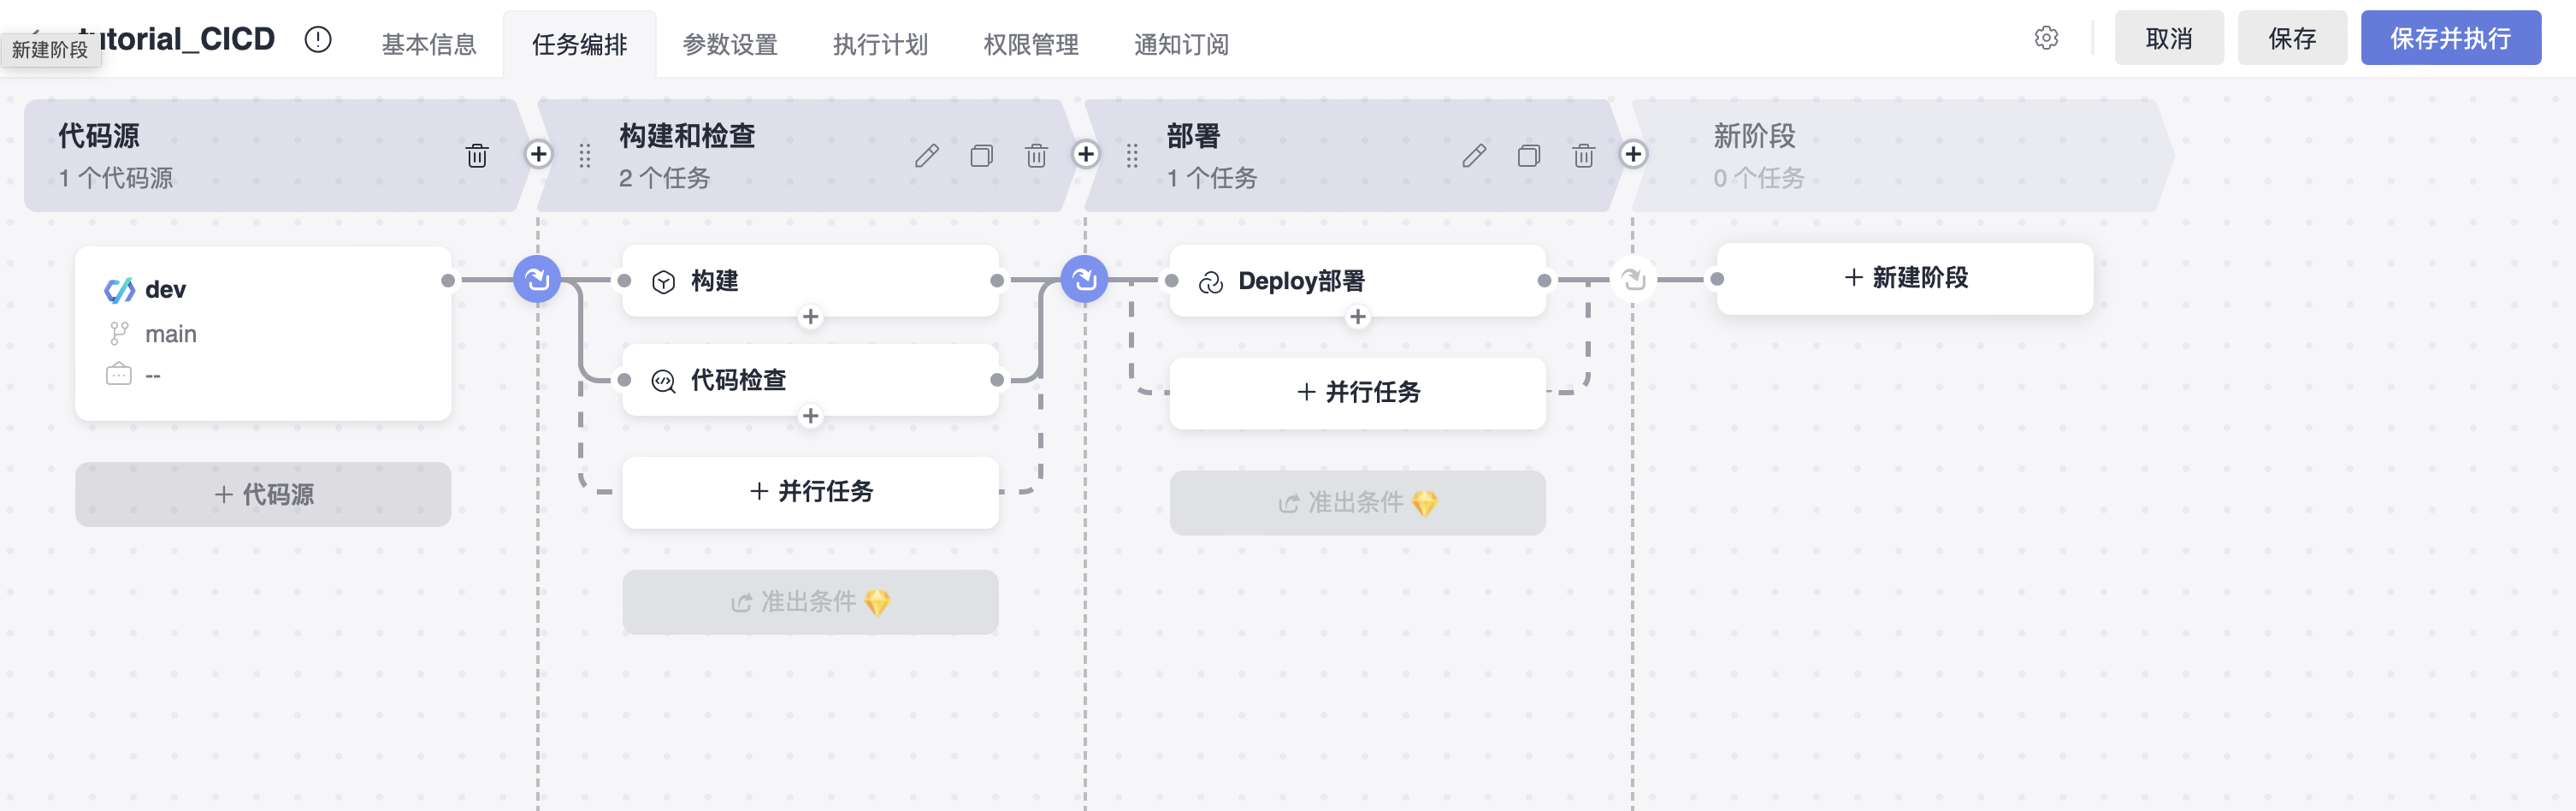 tutorial_CICD
新建阶段
基本信息
任务编排
参数设置
执行计划
权限管理
通知订阅
取消
保存
保存并执行
代码源
1 个代码源
构建和检查
2 个任务
部署
1 个任务
新阶段
0 个任务
dev
main
--
+ 代码源
构建
代码检查
+ 并行任务
准出条件
Deploy部署
+ 并行任务
准出条件
+ 新建阶段